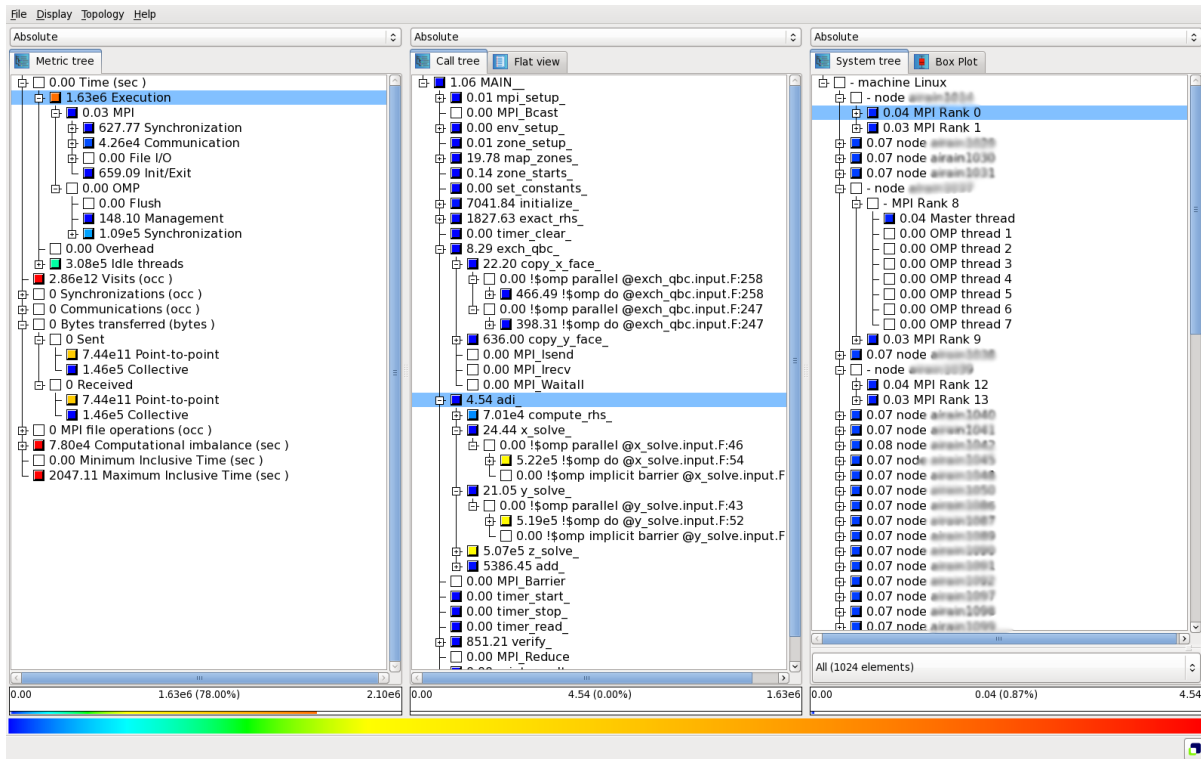 File Display Topology Help
Absolute
Metric tree
0.00 Time (sec )
1.63e6 Execution
0.03 MPI
627.77 Synchronization
4.26e4 Communication
0.00 File I/O
659.09 Init/Exit
0.00 OMP
0.00 Flush
148.10 Management
1.09e5 Synchronization
0.00 Overhead
3.08e5 Idle threads
2.86e12 Visits (occ )
0 Synchronizations (occ )
0 Communications (occ )
0 Bytes transferred (bytes )
0 Sent
7.44e11 Point-to-point
1.46e5 Collective
0 Received
7.44e11 Point-to-point
1.46e5 Collective
0 MPI file operations (occ )
7.80e4 Computational imbalance (sec )
0.00 Minimum Inclusive Time (sec )
2047.11 Maximum Inclusive Time (sec )
0.00 1.63e6 (78.00%) 2.10e6
Absolute
Call tree Flat view
1.06 MAIN__
0.01 mpi_setup_
0.00 MPI_Bcast
0.00 env_setup_
0.01 zone_setup_
19.78 map_zones_
0.14 zone_starts_
0.00 set_constants_
7041.84 initialize_
1827.63 exact_rhs_
0.00 timer_clear_
8.29 exch_qbc_
22.20 copy_x_face_
0.00 !$omp parallel @exch_qbc.input.F:258
466.49 !$omp do @exch_qbc.input.F:258
0.00 !$omp parallel @exch_qbc.input.F:247
398.31 !$omp do @exch_qbc.input.F:247
636.00 copy_y_face_
0.00 MPI_Isend
0.00 MPI_Irecv
0.00 MPI_Waitall
4.54 adi_
7.01e4 compute_rhs_
24.44 x_solve_
0.00 !$omp parallel @x_solve.input.F:46
5.22e5 !$omp do @x_solve.input.F:54
0.00 !$omp implicit barrier @x_solve.input.F
21.05 y_solve_
0.00 !$omp parallel @y_solve.input.F:43
5.19e5 !$omp do @y_solve.input.F:52
0.00 !$omp implicit barrier @y_solve.input.F
5.07e5 z_solve_
5386.45 add_
0.00 MPI_Barrier
0.00 timer_start_
0.00 timer_stop_
0.00 timer_read_
851.21 verify_
0.00 MPI_Reduce
0.00 4.54 (0.00%) 1.63e6
Absolute
System tree Box Plot
- machine Linux
- node
0.04 MPI Rank 0
0.03 MPI Rank 1
0.07 node
0.07 node airain1030
0.07 node airain1031
- node
- MPI Rank 8
0.04 Master thread
0.00 OMP thread 1
0.00 OMP thread 2
0.00 OMP thread 3
0.00 OMP thread 4
0.00 OMP thread 5
0.00 OMP thread 6
0.00 OMP thread 7
0.03 MPI Rank 9
0.07 node
- node
0.04 MPI Rank 12
0.03 MPI Rank 13
0.07 node
0.07 node
0.08 node
0.07 node
0.07 node
0.07 node
0.07 node
0.07 node
0.07 node
0.07 node
0.07 node
0.07 node
0.07 node
0.07 node
0.07 node
All (1024 elements)
0.00 0.04 (0.87%) 4.54